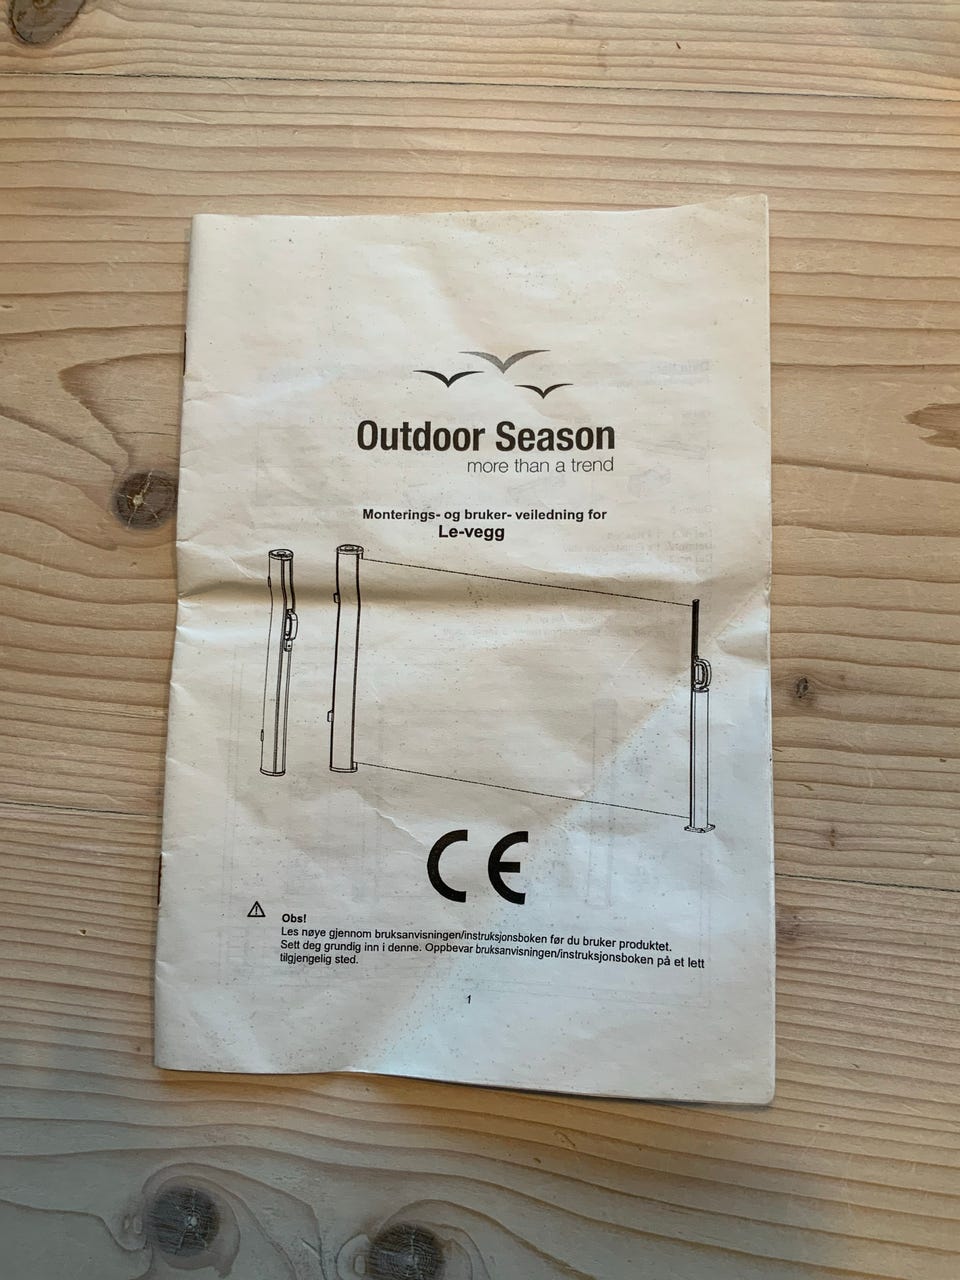 Outdoor Season
more than a trend
Monterings- og bruker- veiledning for
Le-vegg
CE
Obs!
Les nøye gjennom bruksanvisningen/instruksjonsboken før du bruker produktet.
Sett deg grundig inn i denne. Oppbevar bruksanvisningen/instruksjonsboken på et lett
tilgjengelig sted.
1